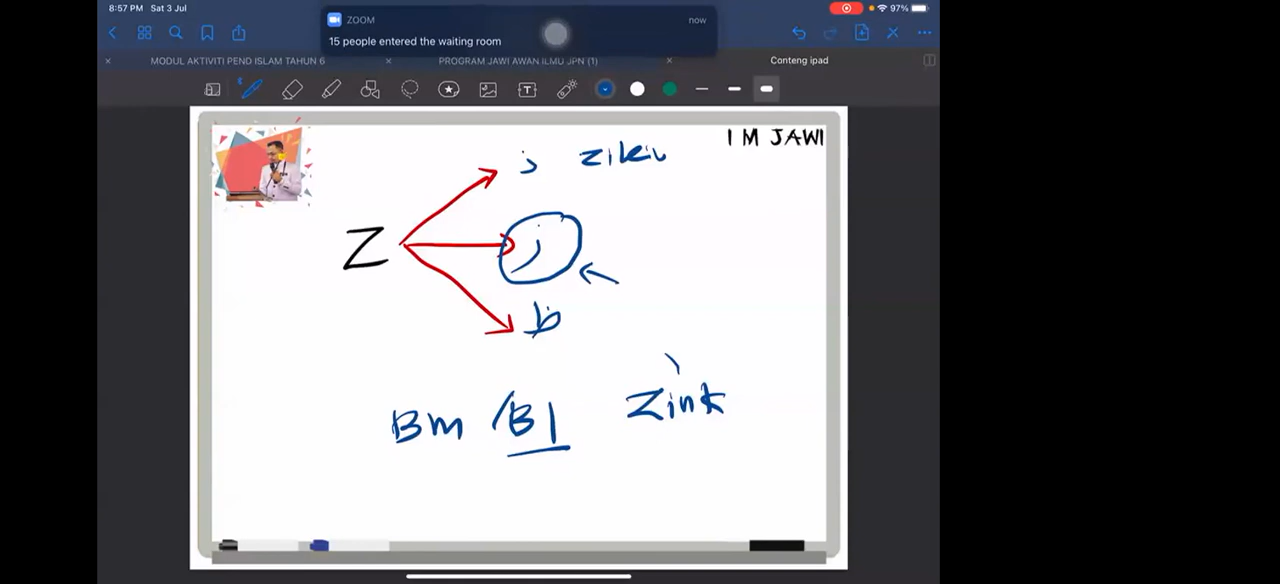 8:57 PM Sat 3 Jul
97%
ZOOM
now
15 people entered the waiting room
MODUL AKTIVITI PEND ISLAM TAHUN 6
PROGRAM JAWI AWAN ILMU JPN (1)
Conteng ipad
I M JAWI
ذ zikir
Z
ز
ظ
Bm /BI Zink